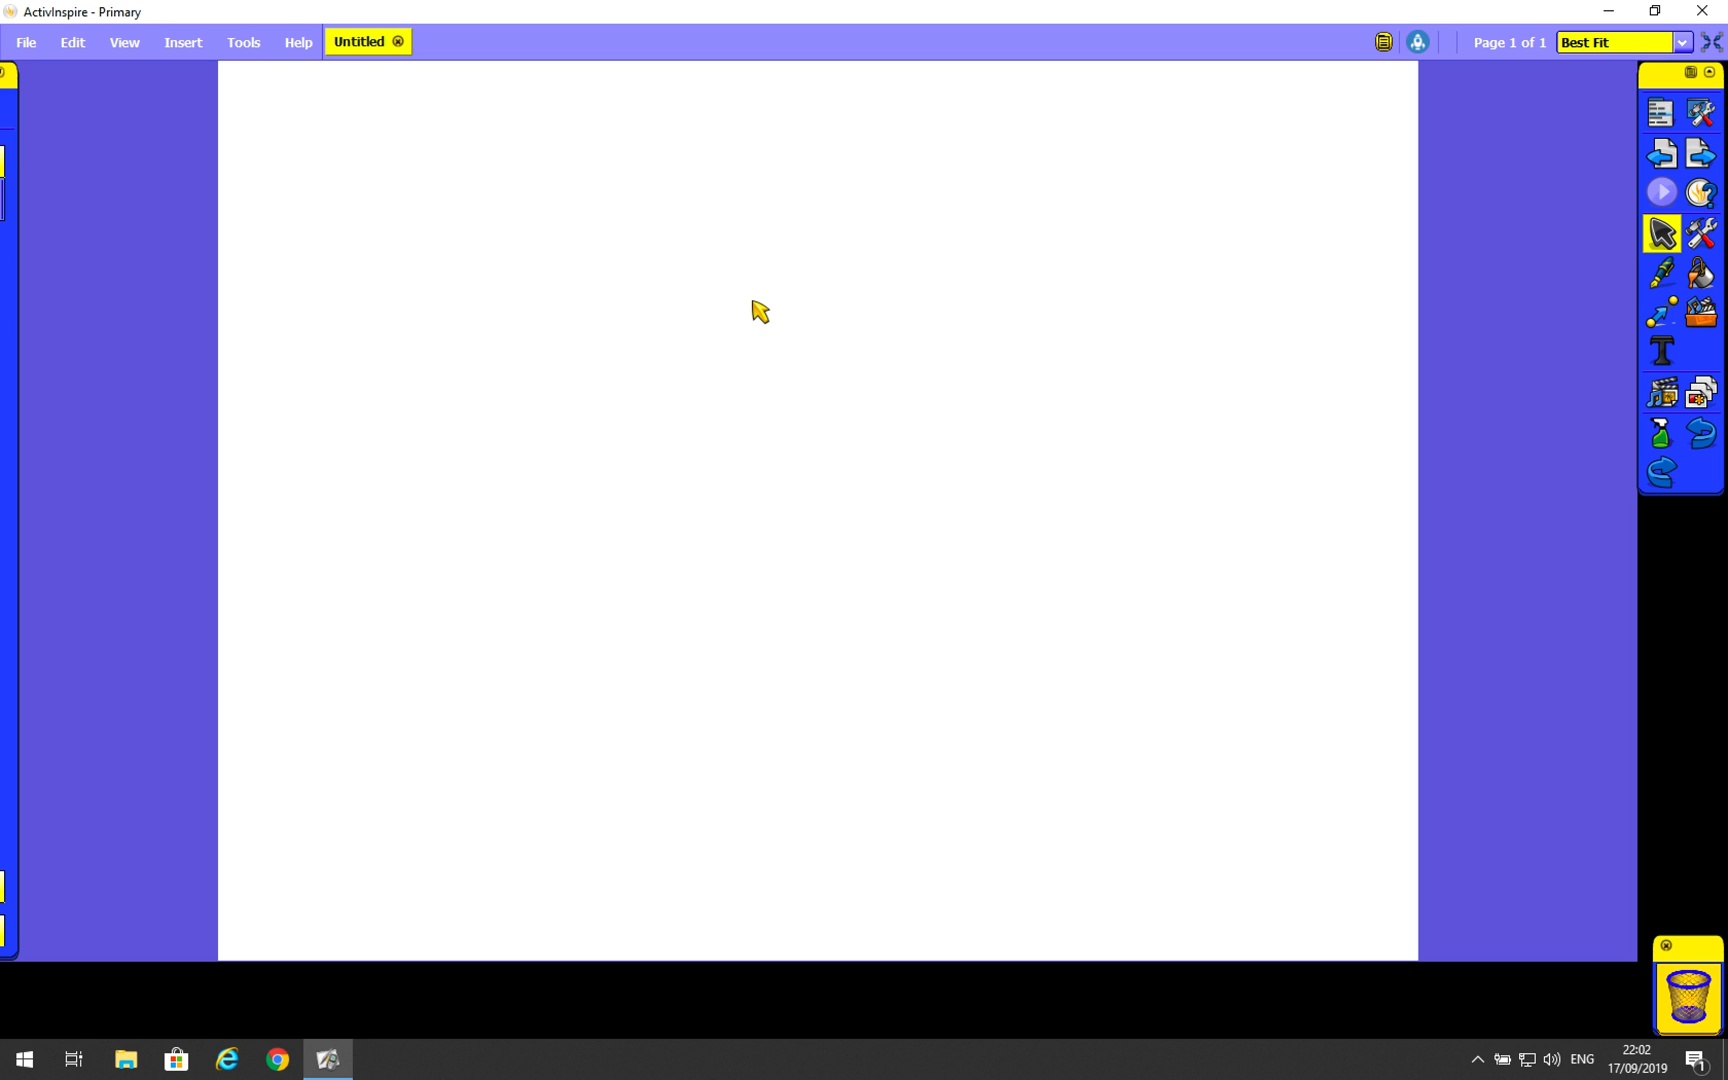 ActivInspire - Primary
File Edit View Insert Tools Help Untitled Page 1 of 1 Best Fit
ENG
22:02
17/09/2019
1